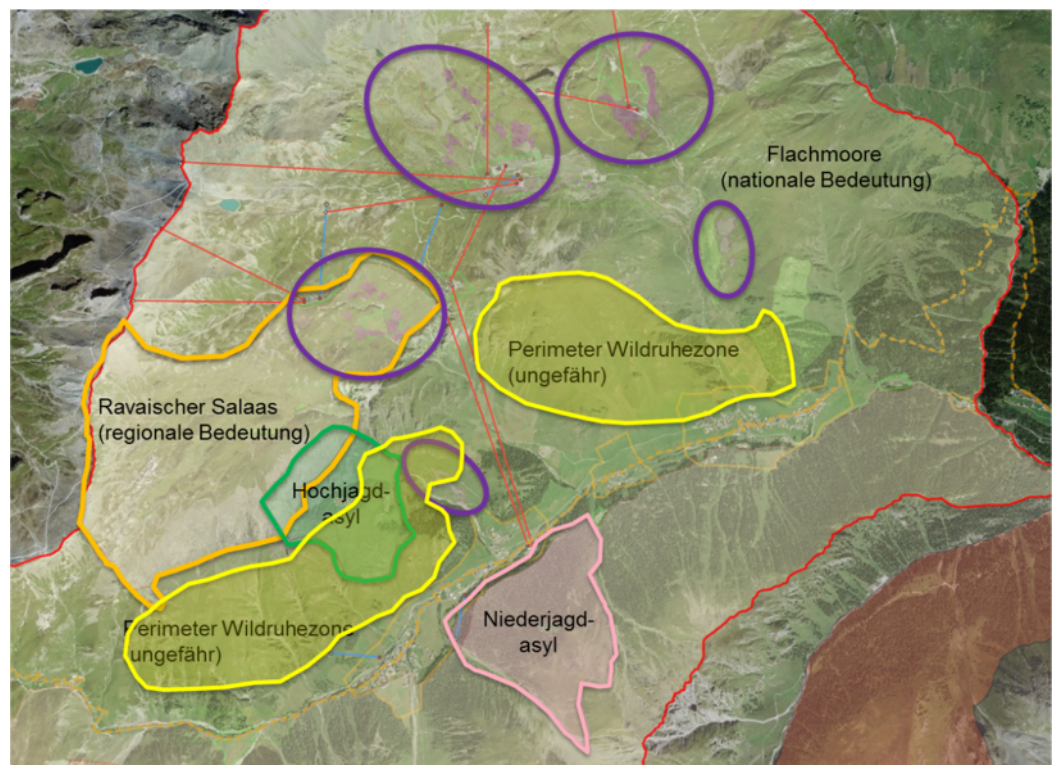 Flachmoore
(nationale Bedeutung)
Perimeter Wildruhezone
(ungefähr)
Ravaischer Salaas
(regionale Bedeutung)
Hochjagd-
asyl
Perimeter Wildruhezone
(ungefähr)
Niederjagd-
asyl